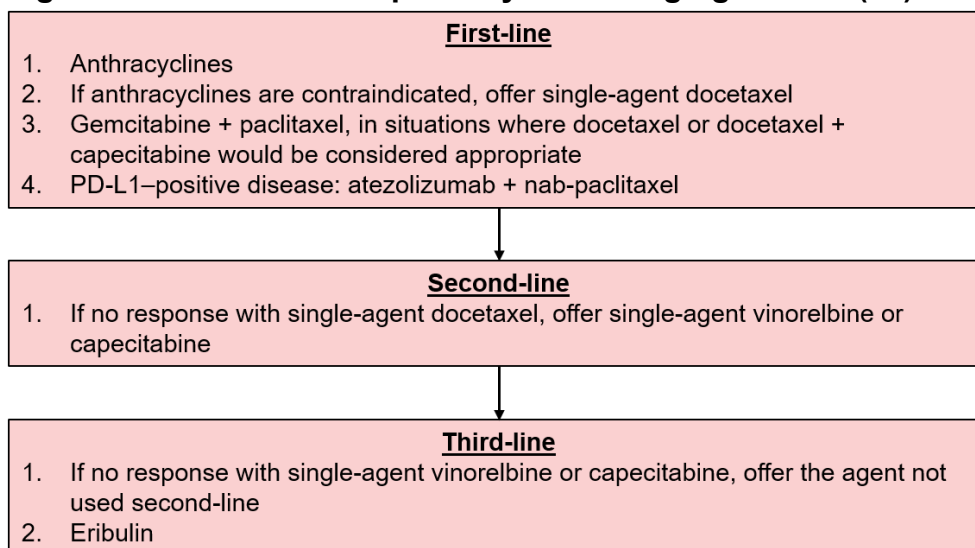 First-line
1. Anthracyclines
2. If anthracyclines are contraindicated, offer single-agent docetaxel
3. Gemcitabine + paclitaxel, in situations where docetaxel or docetaxel +
capecitabine would be considered appropriate
4. PD-L1–positive disease: atezolizumab + nab-paclitaxel
Second-line
1. If no response with single-agent docetaxel, offer single-agent vinorelbine or
capecitabine
Third-line
1. If no response with single-agent vinorelbine or capecitabine, offer the agent not
used second-line
2. Eribulin